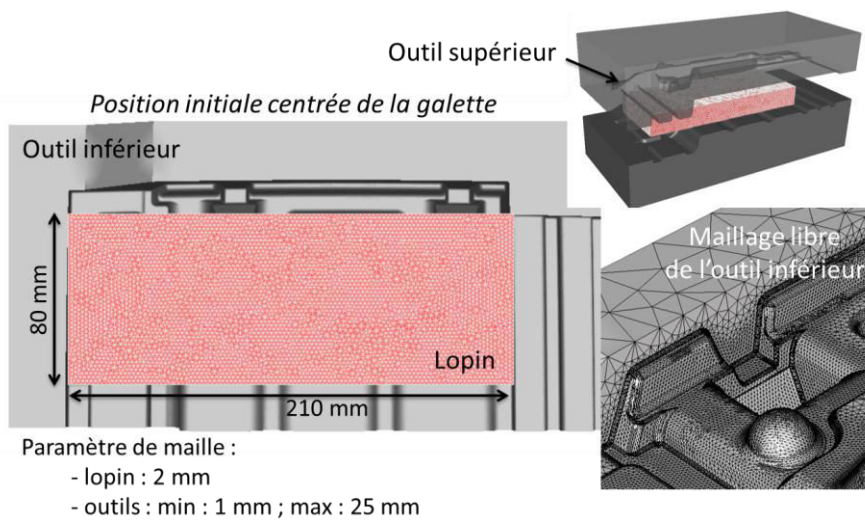 Outil supérieur
Position initiale centrée de la galette
Outil inférieur
Maillage libre
de l'outil inférieur
80 mm
Lopin
210 mm
Paramètre de maille :
- lopin : 2 mm
- outils : min : 1 mm ; max : 25 mm